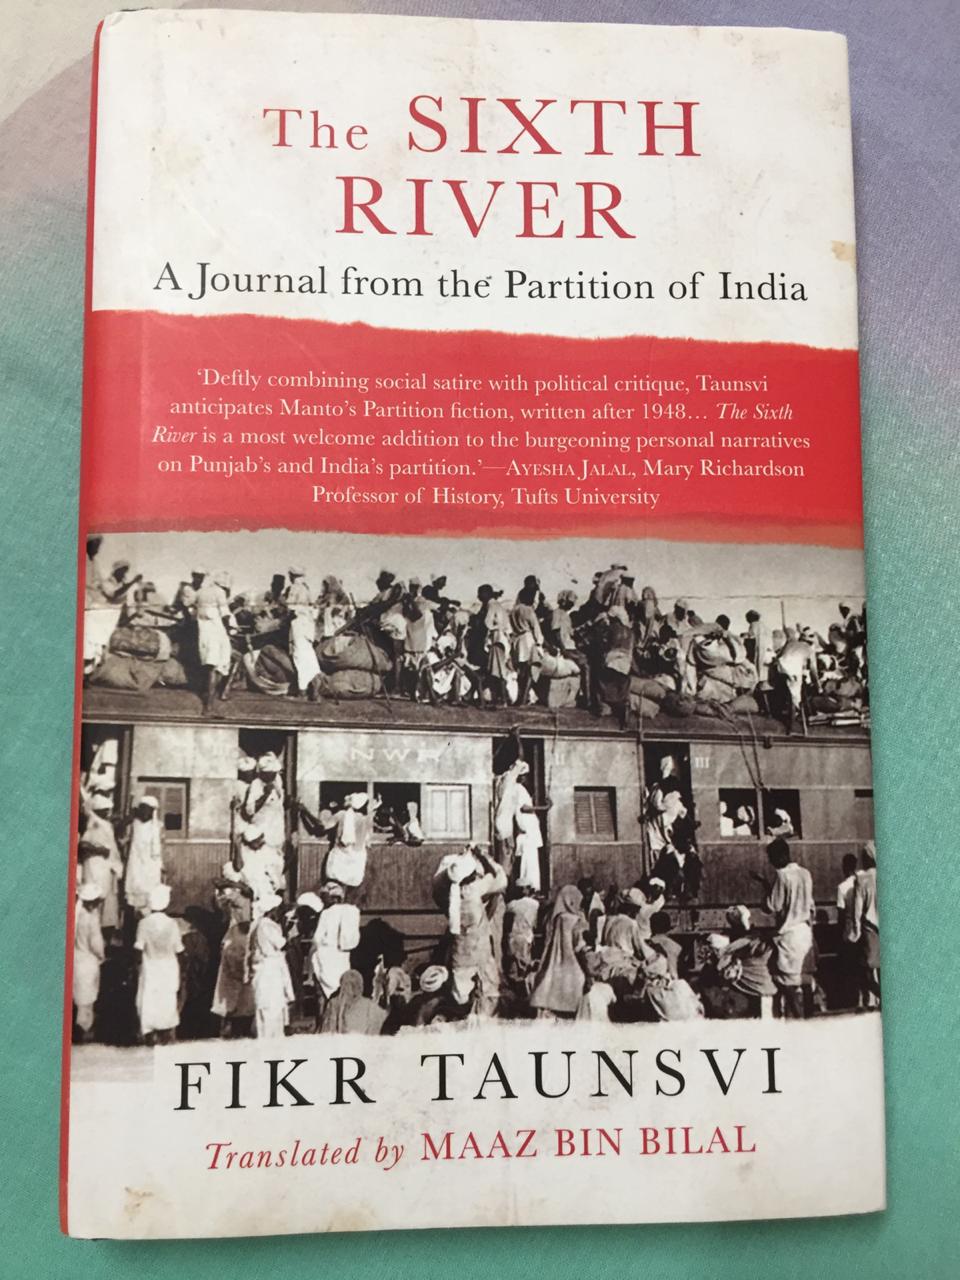 The SIXTH
RIVER
A Journal from the Partition of India
‘Deftly combining social satire with political critique, Taunsvi
anticipates Manto’s Partition fiction, written after 1948... The Sixth
River is a most welcome addition to the burgeoning personal narratives
on Punjab’s and India’s partition.’—AYESHA JALAL, Mary Richardson
Professor of History, Tufts University
NWR
II
III
FIKR TAUNSVI
Translated by MAAZ BIN BILAL